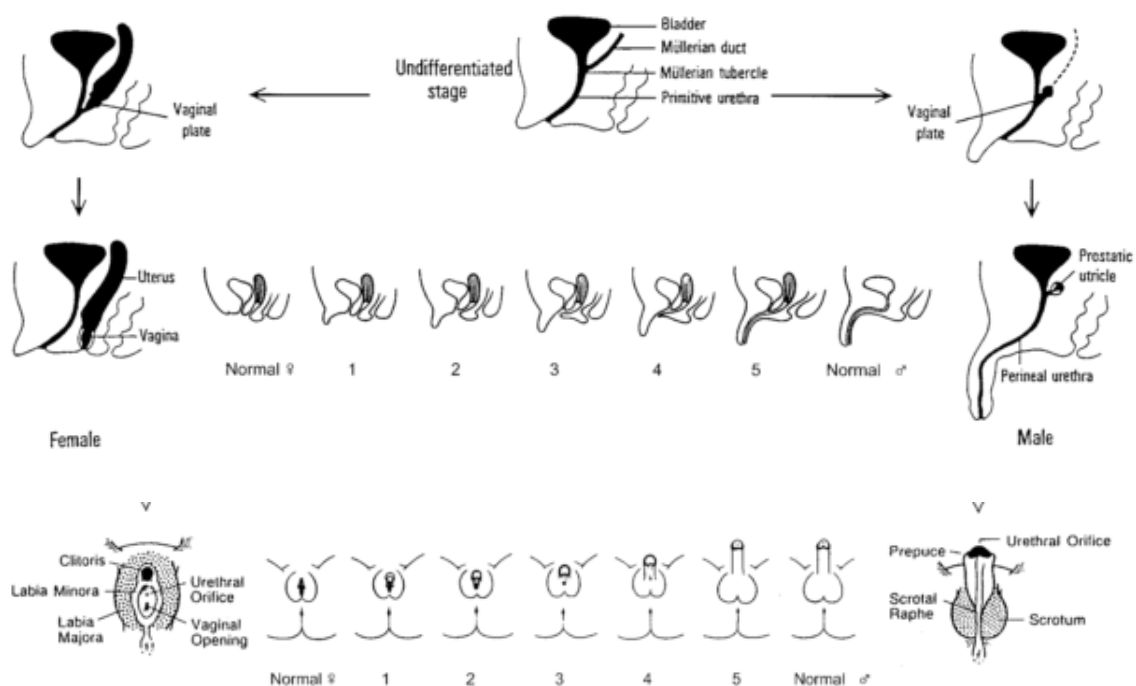 Bladder
Müllerian duct
Müllerian tubercle
Primitive urethra
Undifferentiated
stage
Vaginal
plate
Vaginal
plate
Uterus
Vagina
Prostatic
utricle
Perineal urethra
Normal ♀ 1 2 3 4 5 Normal ♂
Female
Male
Clitoris
Labia Minora
Labia
Majora
Urethral
Orifice
Vaginal
Opening
Prepuce
Urethral Orifice
Scrotal
Raphe
Scrotum
Normal ♀ 1 2 3 4 5 Normal ♂